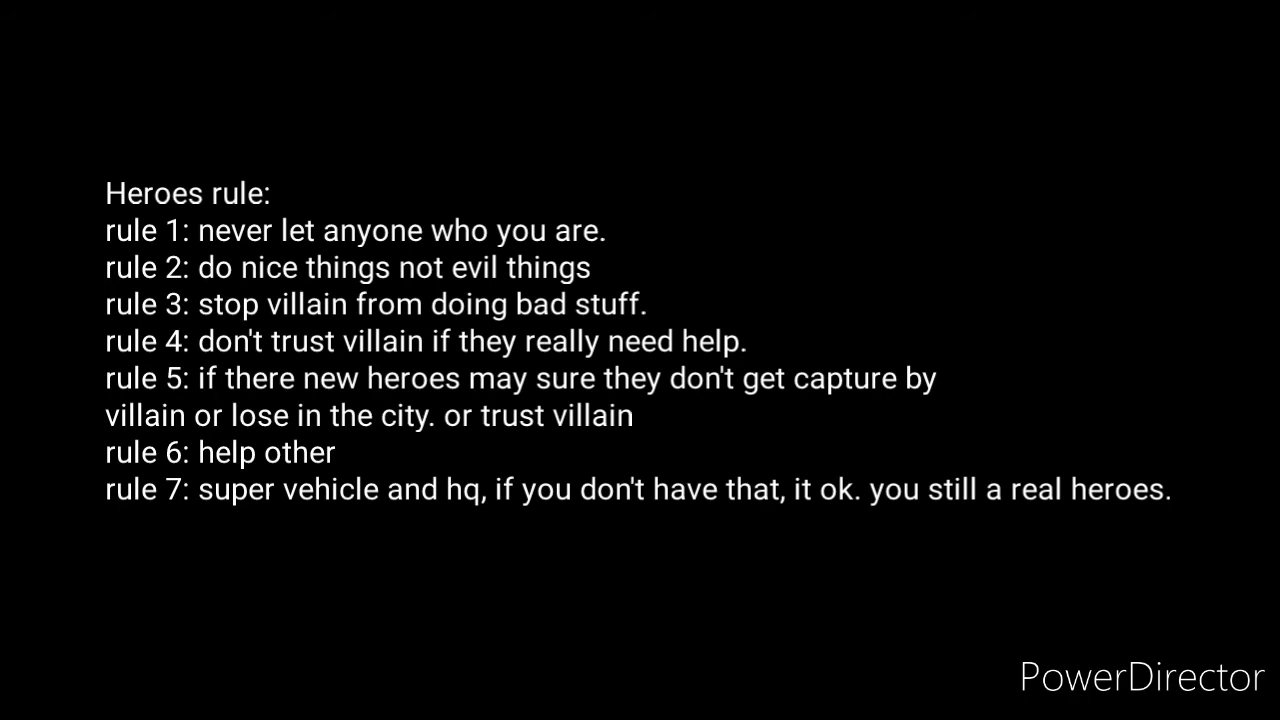 Heroes rule:
rule 1: never let anyone who you are.
rule 2: do nice things not evil things
rule 3: stop villain from doing bad stuff.
rule 4: don't trust villain if they really need help.
rule 5: if there new heroes may sure they don't get capture by
villain or lose in the city. or trust villain
rule 6: help other
rule 7: super vehicle and hq, if you don't have that, it ok. you still a real heroes.
PowerDirector